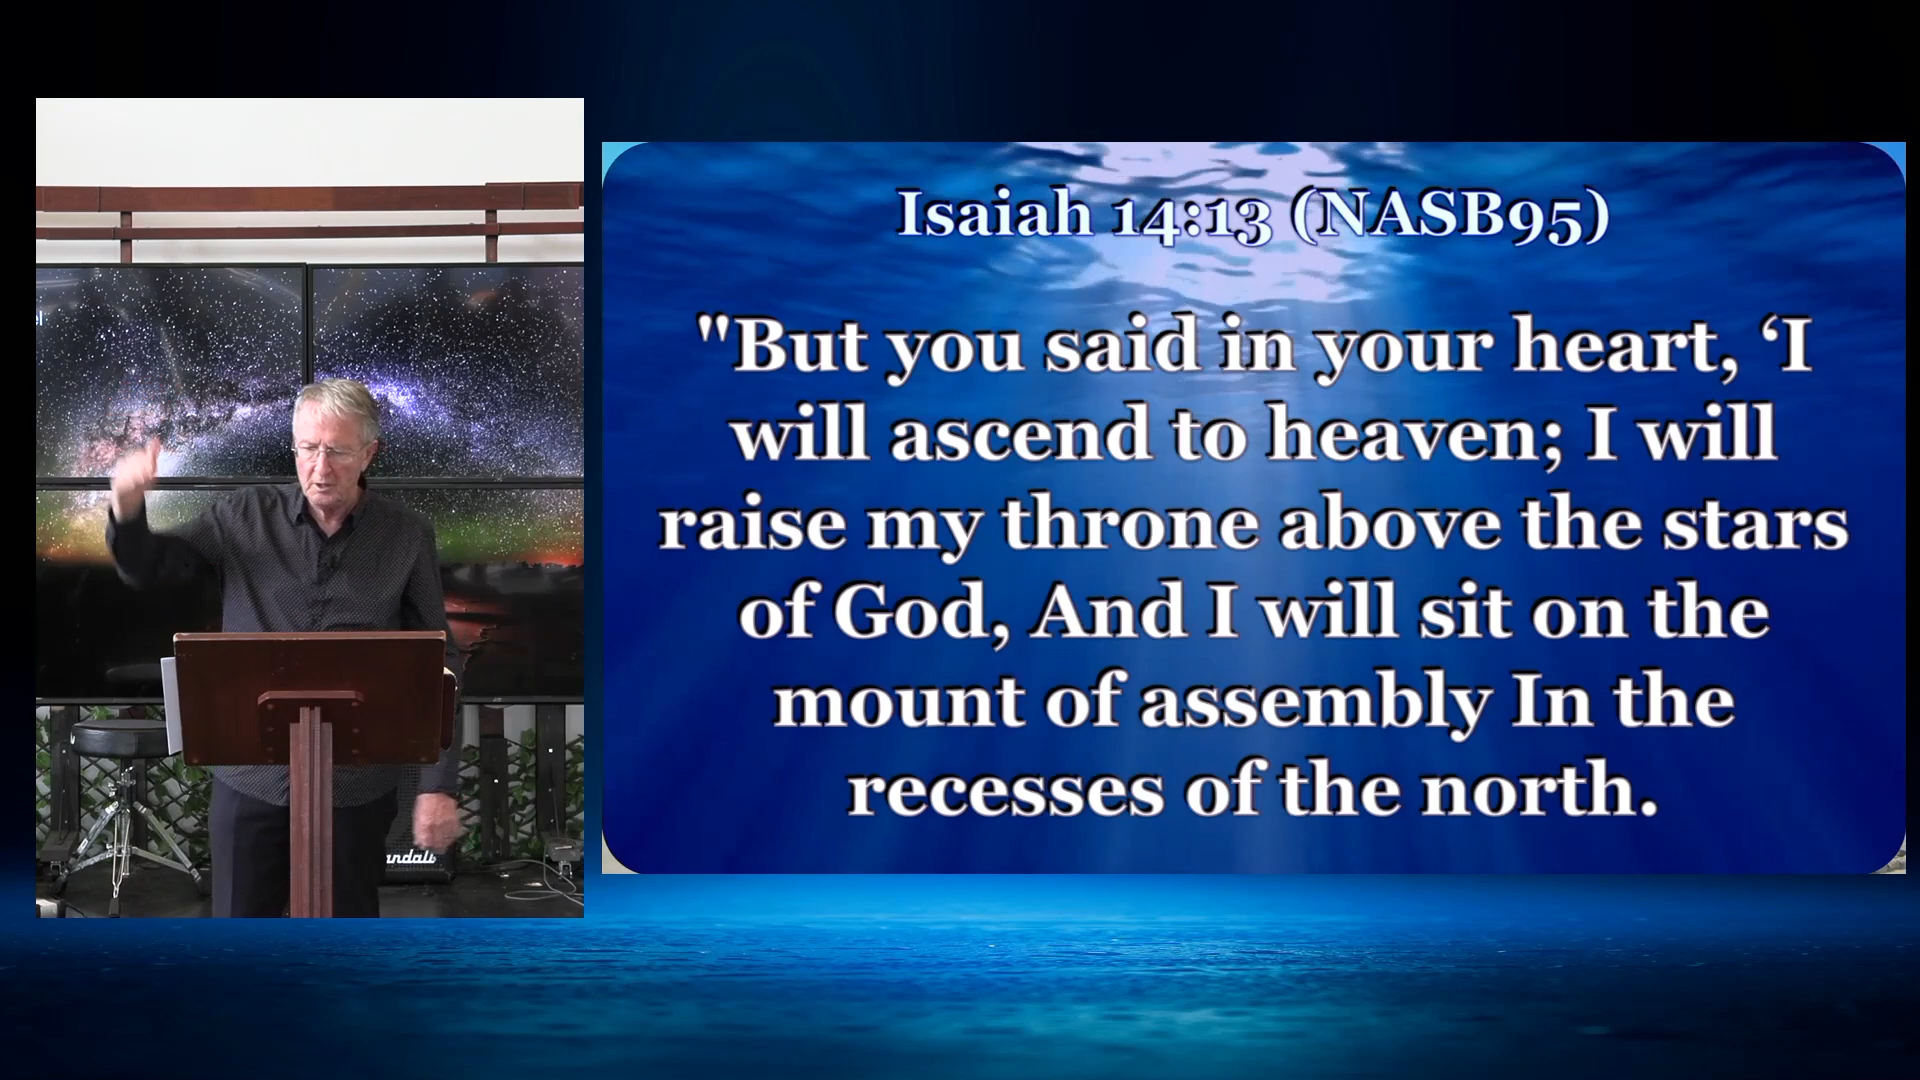 Isaiah 14:13 (NASB95)
"But you said in your heart, ‘I
will ascend to heaven; I will
raise my throne above the stars
of God, And I will sit on the
mount of assembly In the
recesses of the north.